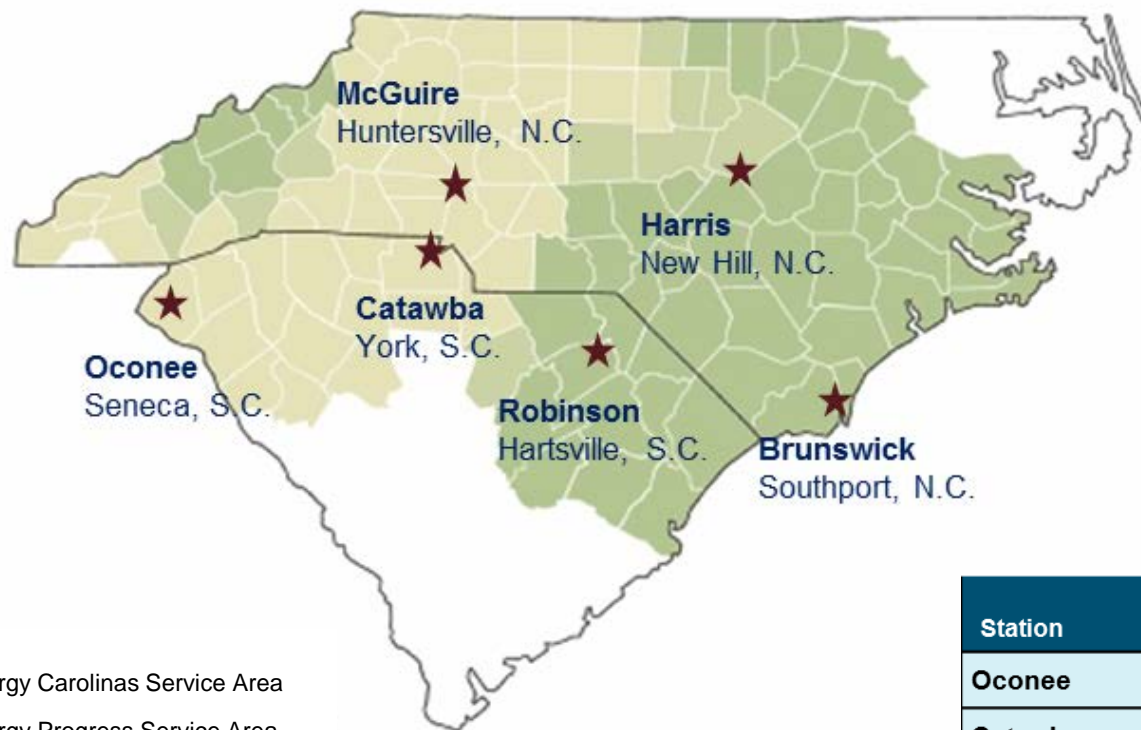 McGuire
Huntersville, N.C.
Harris
New Hill, N.C.
Catawba
York, S.C.
Oconee
Seneca, S.C.
Robinson
Hartsville, S.C.
Brunswick
Southport, N.C.
rgy Carolinas Service Area
Station
Oconee